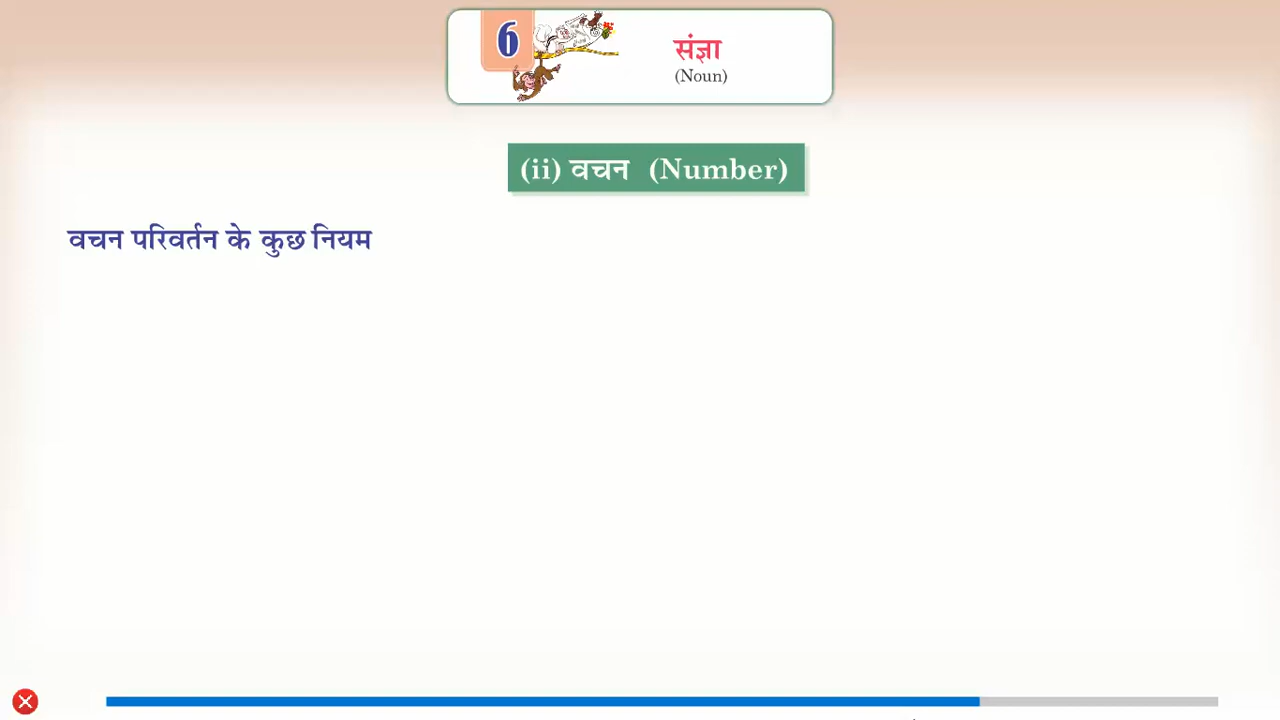 6
संज्ञा
(Noun)
(ii) वचन (Number)
वचन परिवर्तन के कुछ नियम